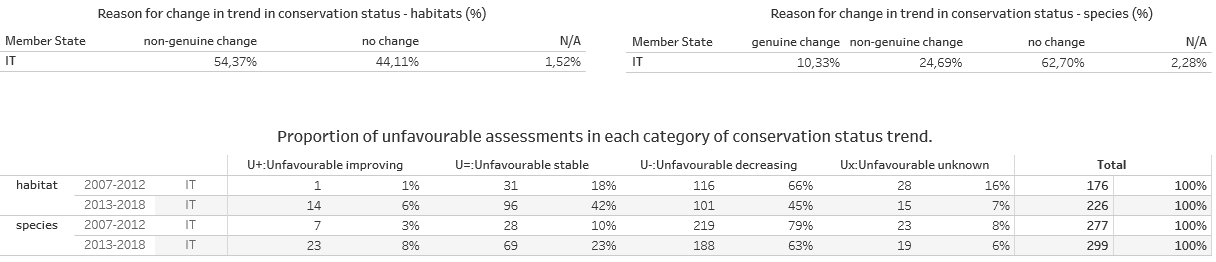 Reason for change in trend in conservation status - habitats (%)
Member State non-genuine change no change N/A
IT 54,37% 44,11% 1,52%
Reason for change in trend in conservation status - species (%)
Member State genuine change non-genuine change no change N/A
IT 10,33% 24,69% 62,70% 2,28%
Proportion of unfavourable assessments in each category of conservation status trend.
U+:Unfavourable improving U=:Unfavourable stable U-:Unfavourable decreasing Ux:Unfavourable unknown Total
habitat 2007-2012 IT 1 1% 31 18% 116 66% 28 16% 176 100%
2013-2018 IT 14 6% 96 42% 101 45% 15 7% 226 100%
species 2007-2012 IT 7 3% 28 10% 219 79% 23 8% 277 100%
2013-2018 IT 23 8% 69 23% 188 63% 19 6% 299 100%